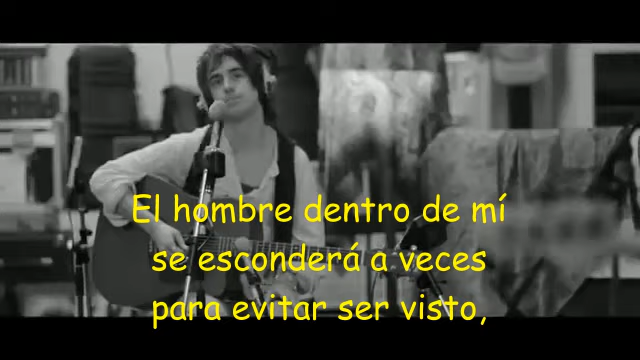 El hombre dentro de mí
se esconderá a veces
para evitar ser visto,